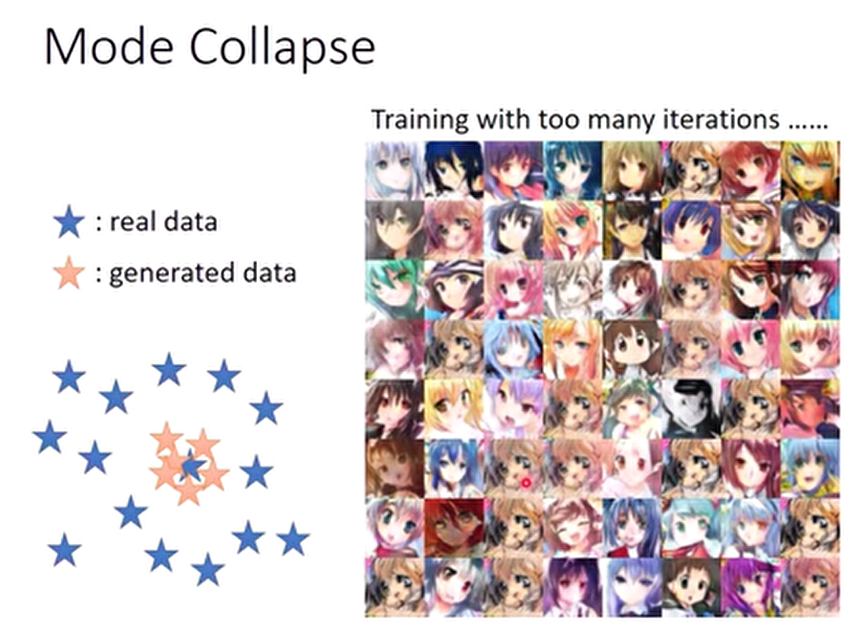 Mode Collapse
Training with too many iterations ……
: real data
: generated data